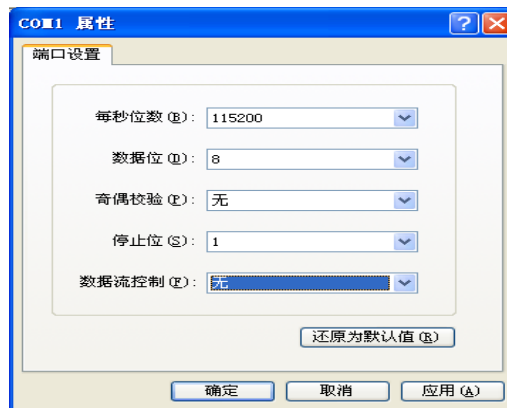 COM1 属性
端口设置
每秒位数(B): 115200
数据位(D): 8
奇偶校验(P): 无
停止位(S): 1
数据流控制(F): 无
还原为默认值(R)
确定 取消 应用(A)